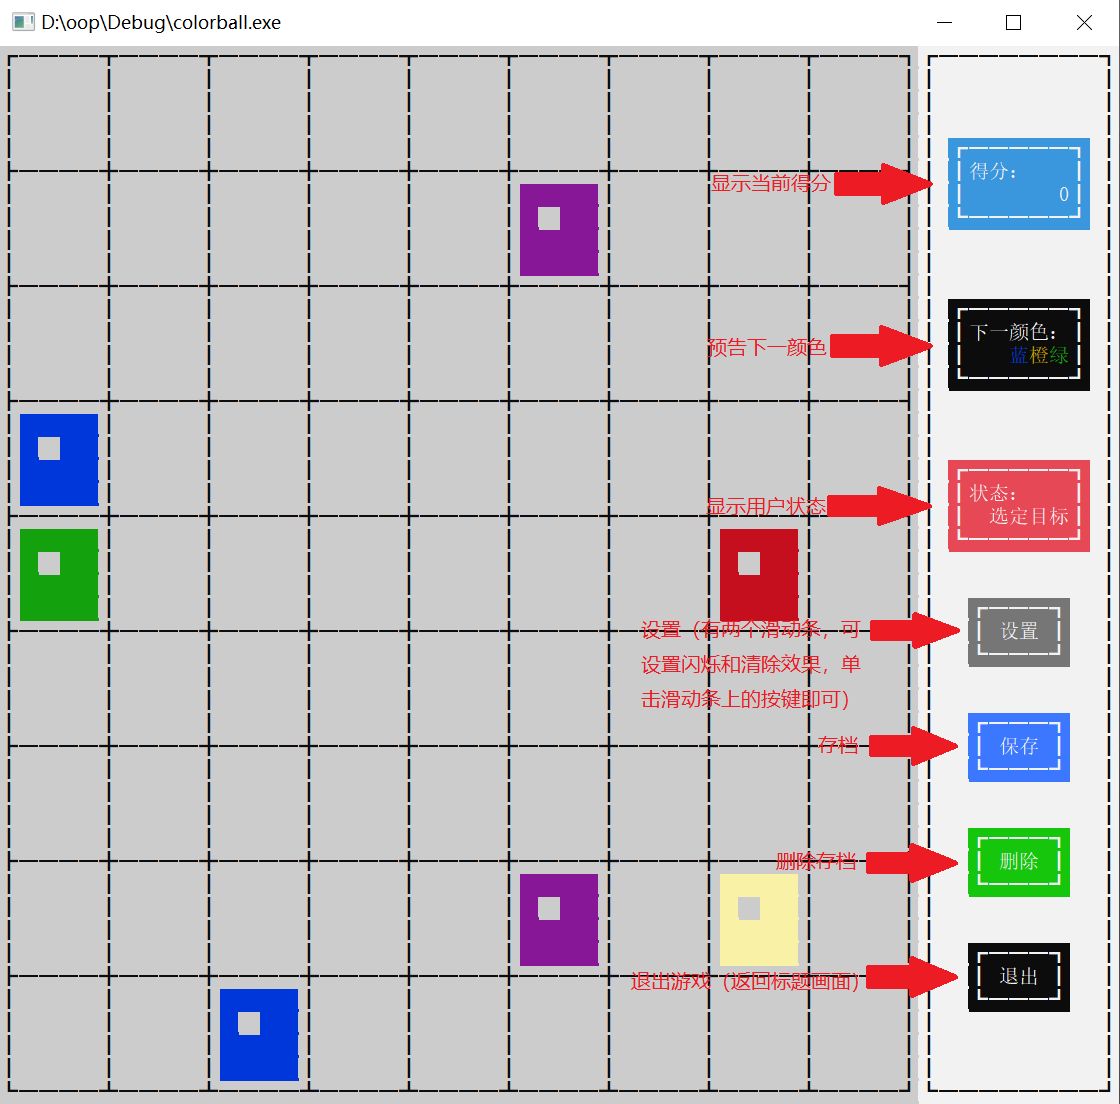 D:\oop\Debug\colorball.exe
显示当前得分
得分：
0
预告下一颜色
下一颜色：
蓝橙绿
显示用户状态
状态：
选定目标
设置（有两个滑动条，可
设置闪烁和清除效果，单
击滑动条上的按键即可）
设置
存档
保存
删除存档
删除
退出游戏（返回标题画面）
退出